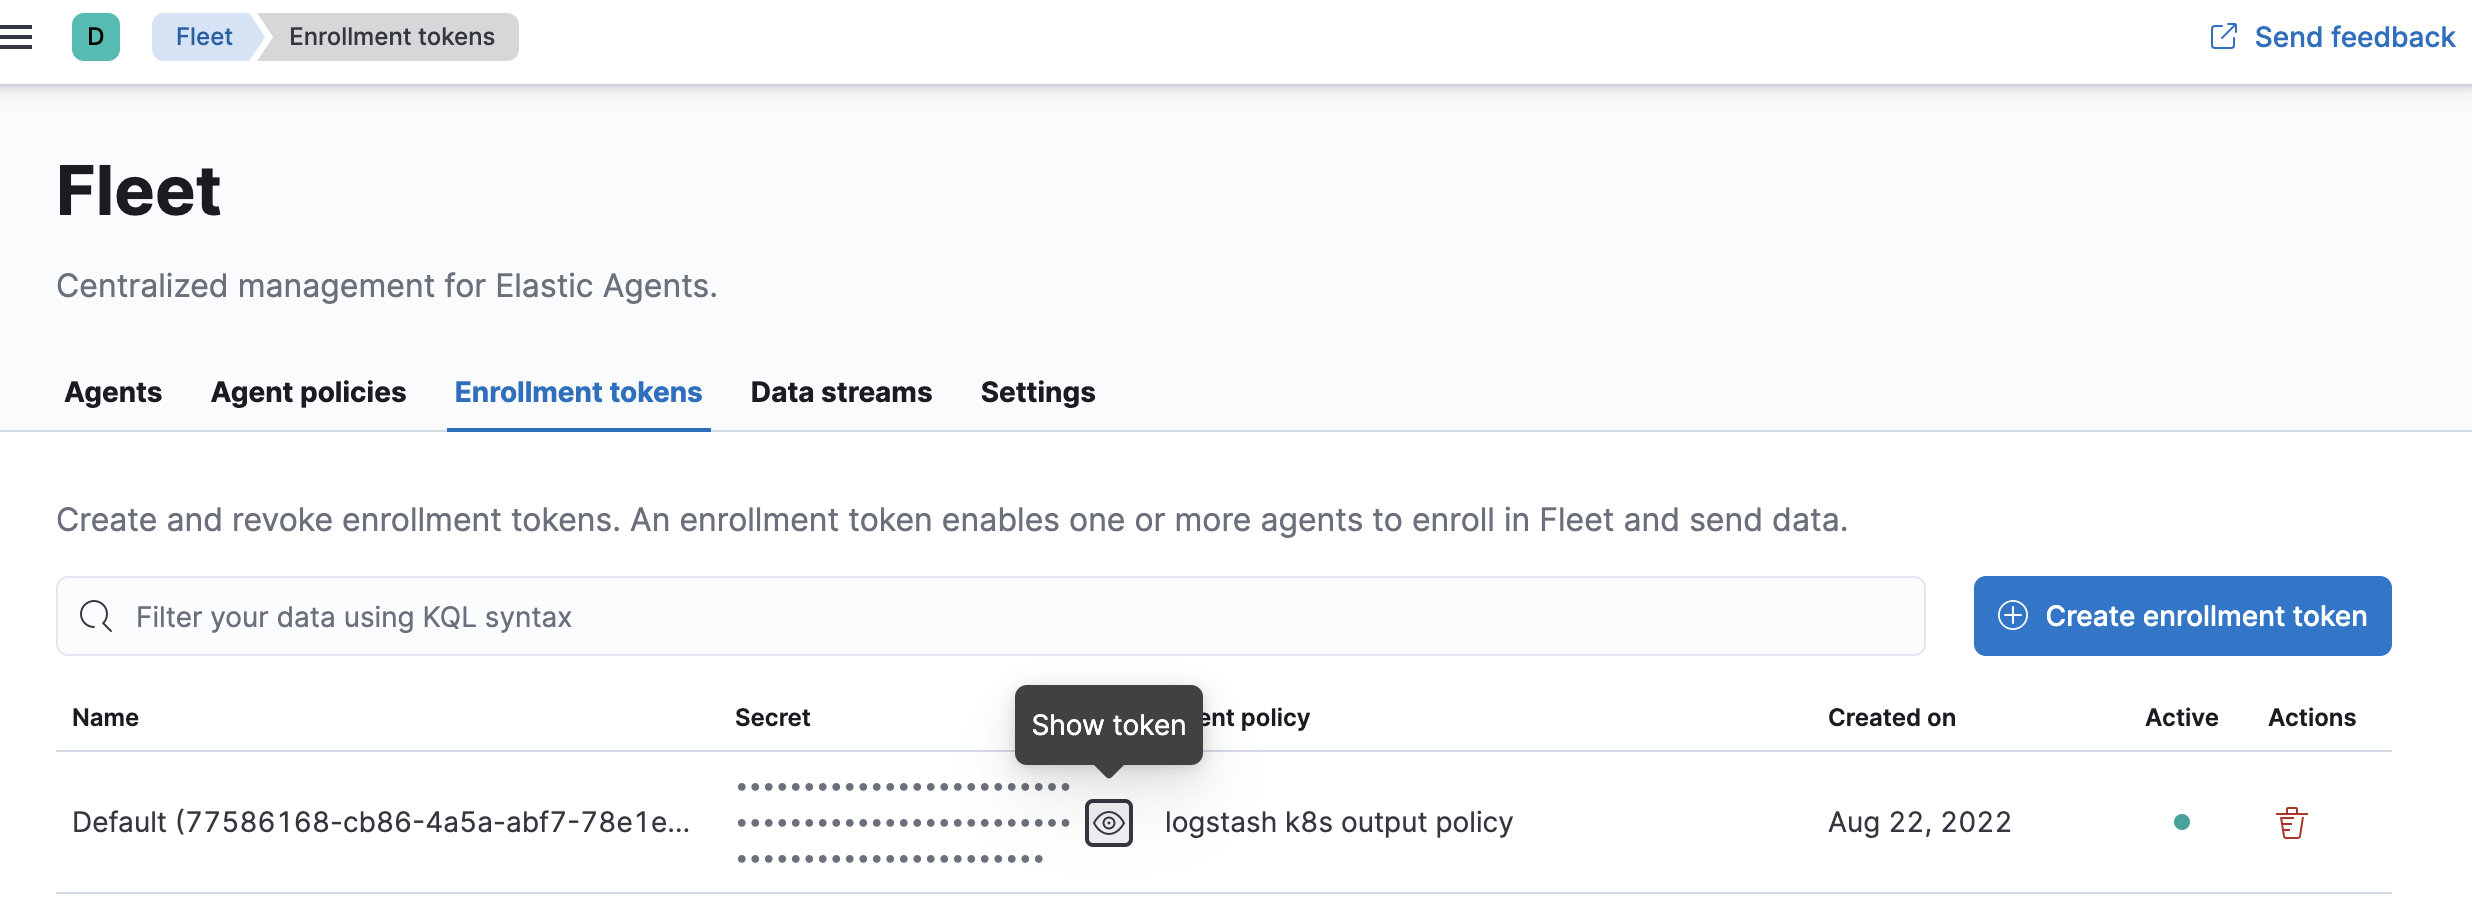 D
Fleet
Enrollment tokens
Send feedback
Fleet
Centralized management for Elastic Agents.
Agents
Agent policies
Enrollment tokens
Data streams
Settings
Create and revoke enrollment tokens. An enrollment token enables one or more agents to enroll in Fleet and send data.
Filter your data using KQL syntax
Create enrollment token
Show token
Name
Secret
ent policy
Created on
Active
Actions
Default (77586168-cb86-4a5a-abf7-78e1e...
•••••••••••••••••••••••••
•••••••••••••••••••••••••
•••••••••••••••••••••••
logstash k8s output policy
Aug 22, 2022